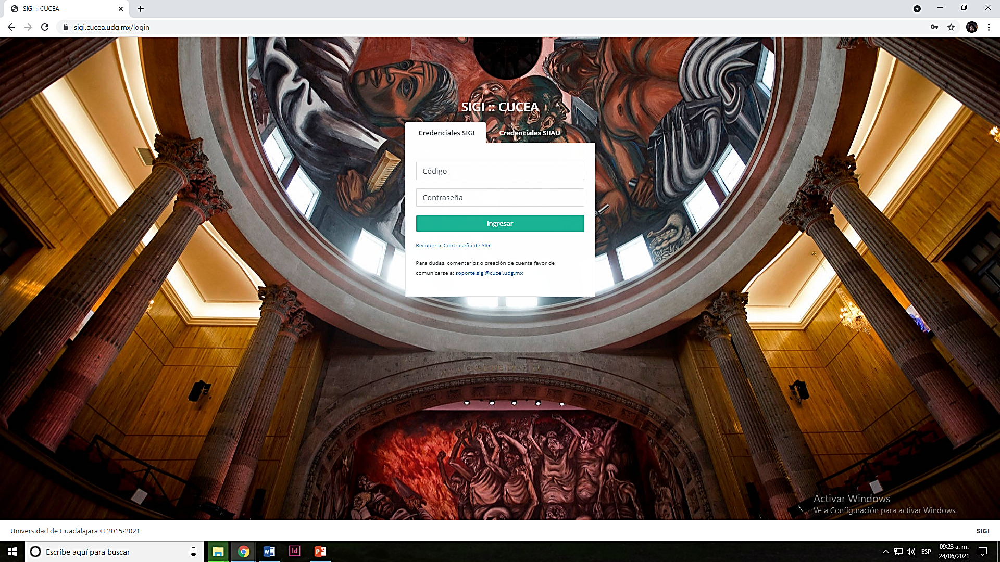 SIGI :: CUCEA
sigi.cucea.udg.mx/login
SIGI :: CUCEA
Credenciales SIGI
Credenciales SIIAU
Código
Contraseña
Ingresar
Recuperar Contraseña de SIGI
Para dudas, comentarios o creación de cuenta favor de
comunicarse a: soporte.sigi@cucei.udg.mx
Activar Windows
Ve a Configuración para activar Windows.
Universidad de Guadalajara © 2015-2021
SIGI
Escribe aquí para buscar
ESP
09:23 a. m.
24/06/2021